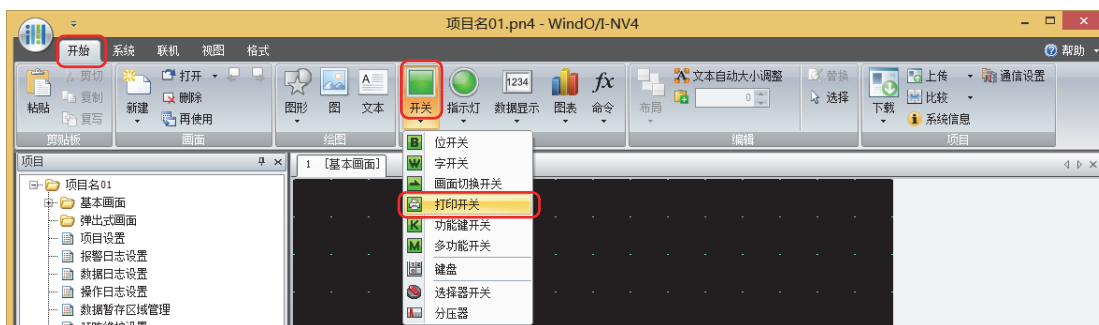 项目名01.pn4 - WindO/I-NV4
开始 系统 联机 视图 格式 帮助
粘贴 剪切 复制 复写
新建 打开 删除 再使用
图形 图 文本
开关 指示灯 数据显示 图表 命令
1234
布局 文本自动大小调整 0
替换 选择
下载 上传 比较 系统信息 通信设置
剪贴板 画面 绘图 编辑 项目
项目
1 [基本画面]
项目名01
基本画面
弹出式画面
项目设置
报警日志设置
数据日志设置
操作日志设置
数据暂存区域管理
B 位开关
W 字开关
画面切换开关
打印开关
K 功能键开关
M 多功能开关
键盘
选择器开关
分压器